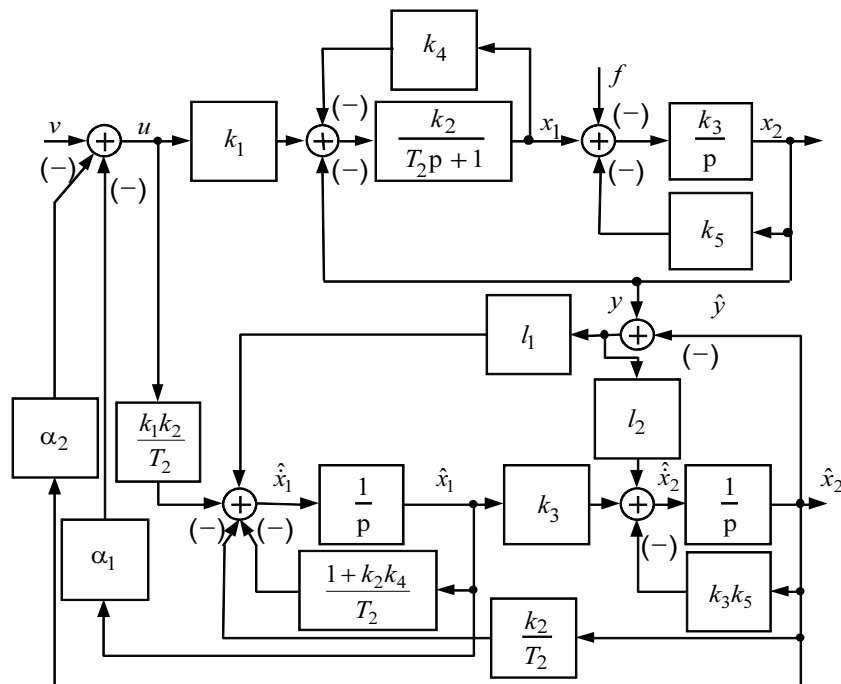 k₄
(−)
f
v
u
k₁
k₂
T₂p + 1
x₁
(−)
k₃
p
x₂
(−)
(−)
(−)
(−)
(−)
k₅
y
ŷ
l₁
(−)
l₂
α₂
k₁k₂
T₂
x̂̇₁
1
p
x̂₁
k₃
x̂̇₂
1
p
x̂₂
(−)
(−)
(−)
α₁
1 + k₂k₄
T₂
k₃k₅
k₂
T₂